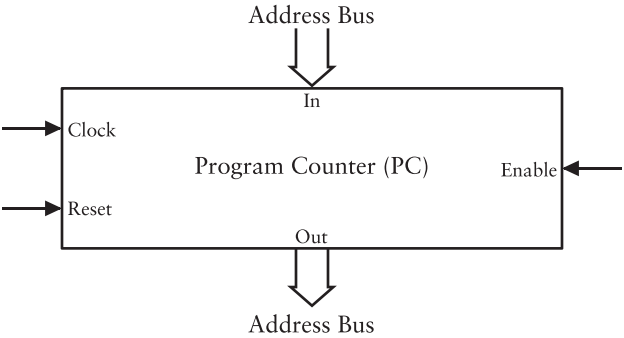 Address Bus
In
Clock
Program Counter (PC)
Enable
Reset
Out
Address Bus